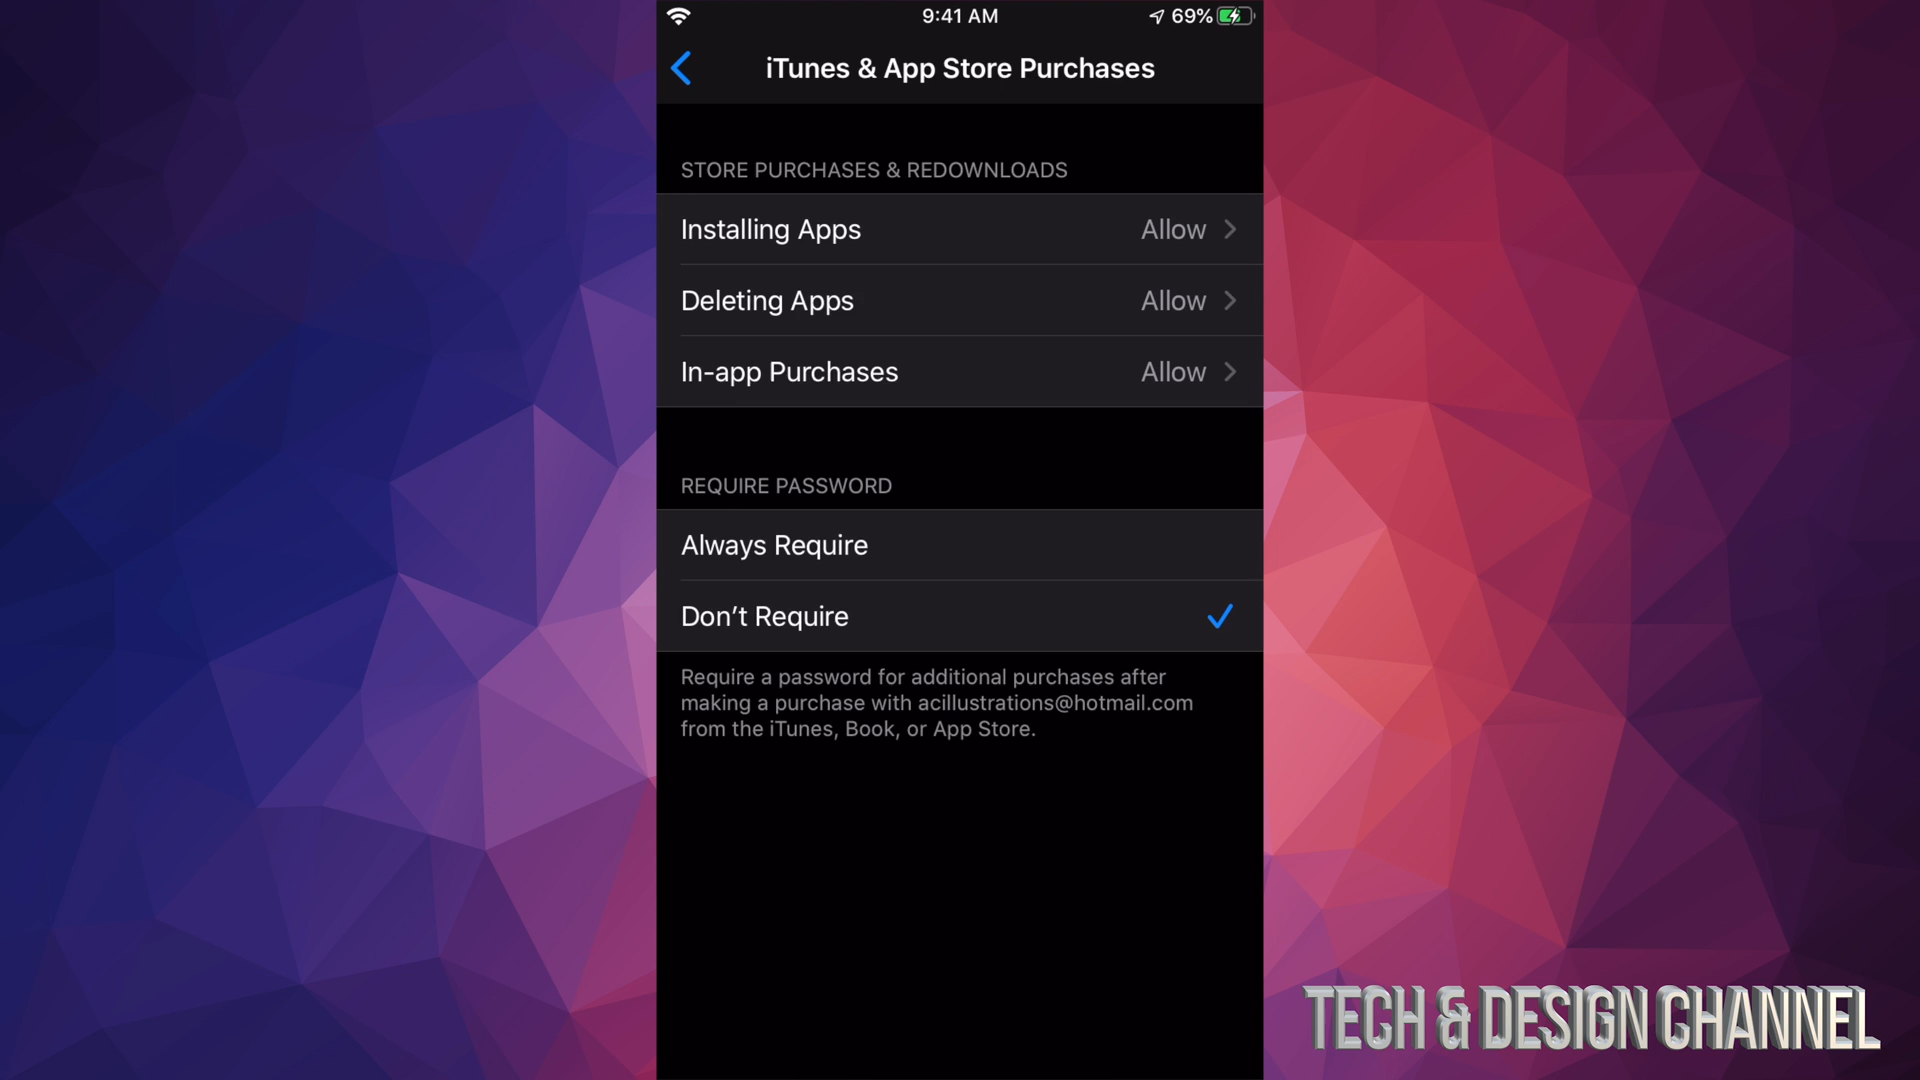 9:41 AM
69%
iTunes & App Store Purchases
STORE PURCHASES & REDOWNLOADS
Installing Apps Allow
Deleting Apps Allow
In-app Purchases Allow
REQUIRE PASSWORD
Always Require
Don’t Require
Require a password for additional purchases after
making a purchase with acillustrations@hotmail.com
from the iTunes, Book, or App Store.
TECH & DESIGN CHANNEL